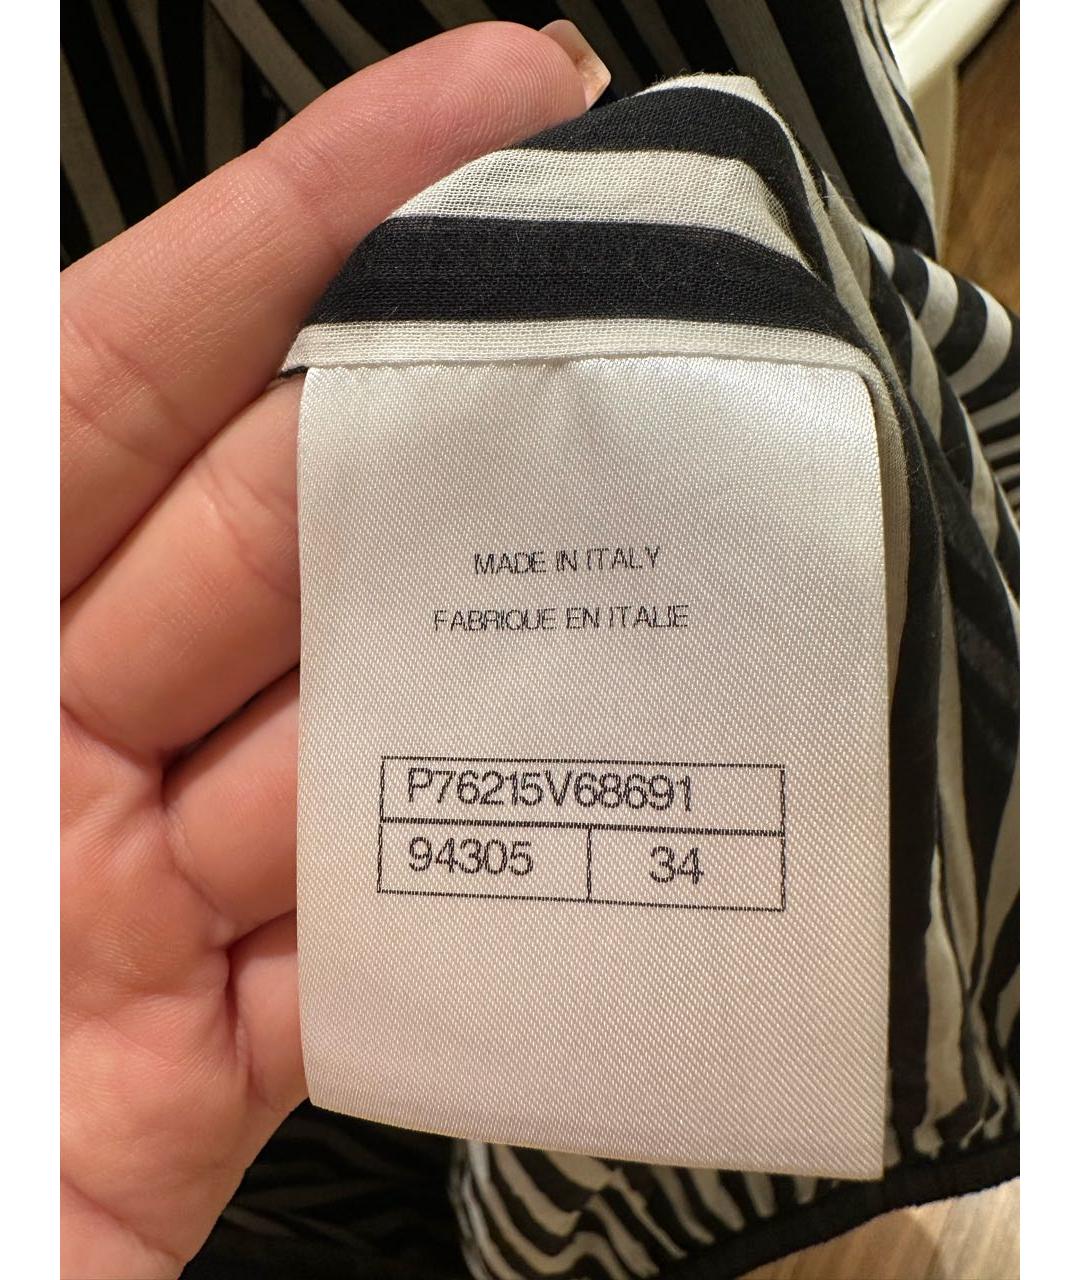 MADE IN ITALY
FABRIQUE EN ITALIE
P76215V68691
94305 34